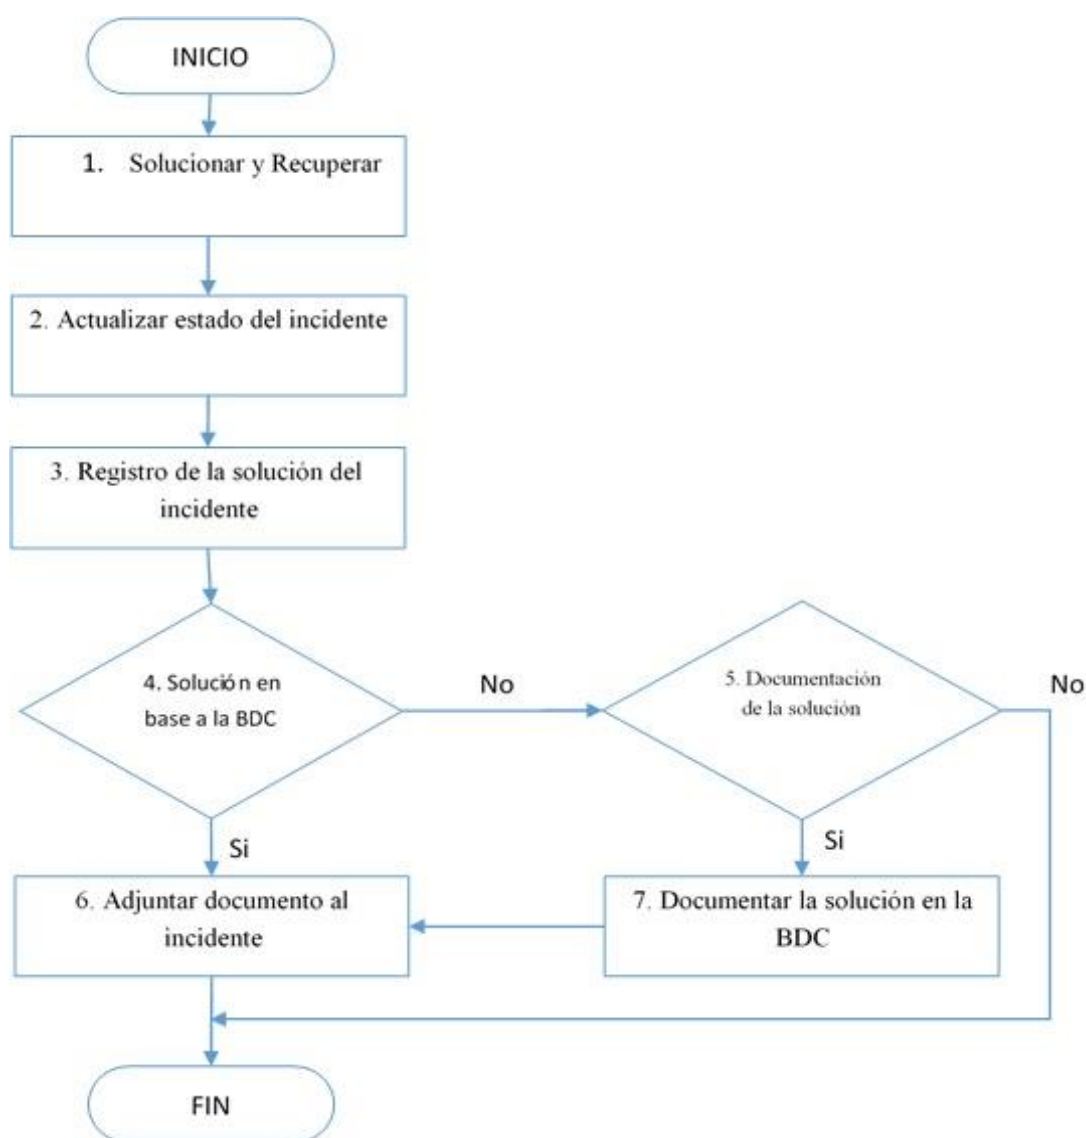 INICIO
1. Solucionar y Recuperar
2. Actualizar estado del incidente
3. Registro de la solución del
incidente
4. Solución en
base a la BDC
No
5. Documentación
de la solución
No
Si
Si
6. Adjuntar documento al
incidente
7. Documentar la solución en la
BDC
FIN